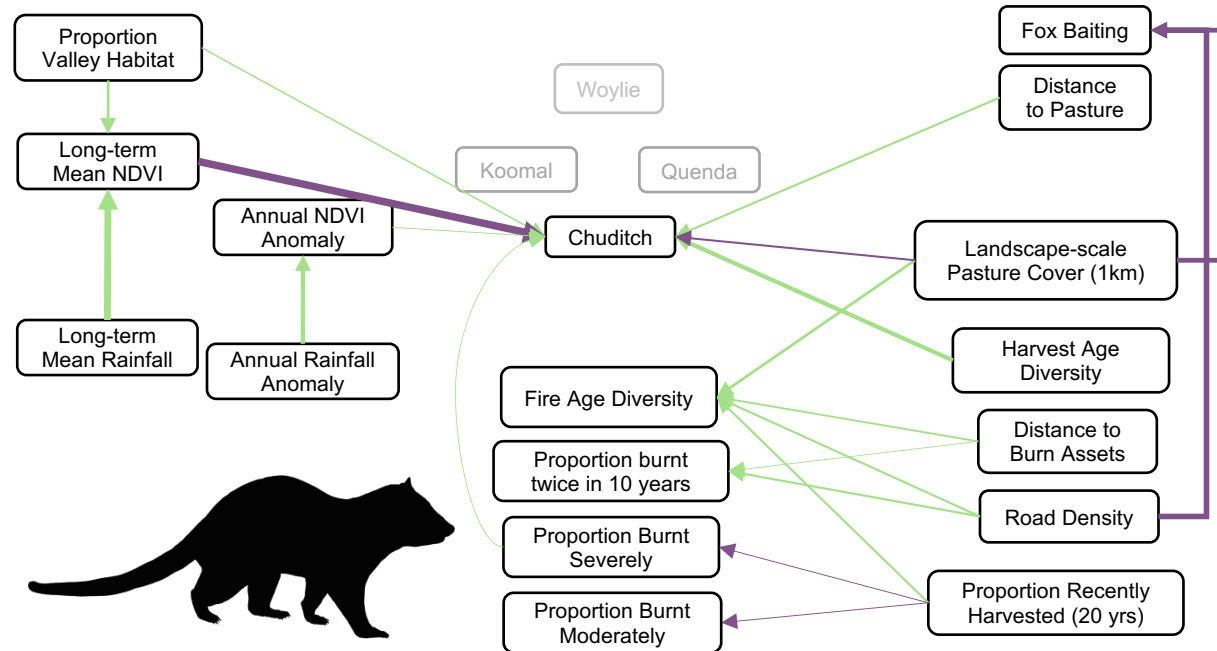 Proportion
Valley Habitat
Fox Baiting
Woylie
Distance
to Pasture
Long-term
Mean NDVI
Koomal
Quenda
Annual NDVI
Anomaly
Chuditch
Landscape-scale
Pasture Cover (1km)
Long-term
Mean Rainfall
Annual Rainfall
Anomaly
Harvest Age
Diversity
Fire Age Diversity
Distance to
Burn Assets
Proportion burnt
twice in 10 years
Road Density
Proportion Burnt
Severely
Proportion Recently
Harvested (20 yrs)
Proportion Burnt
Moderately